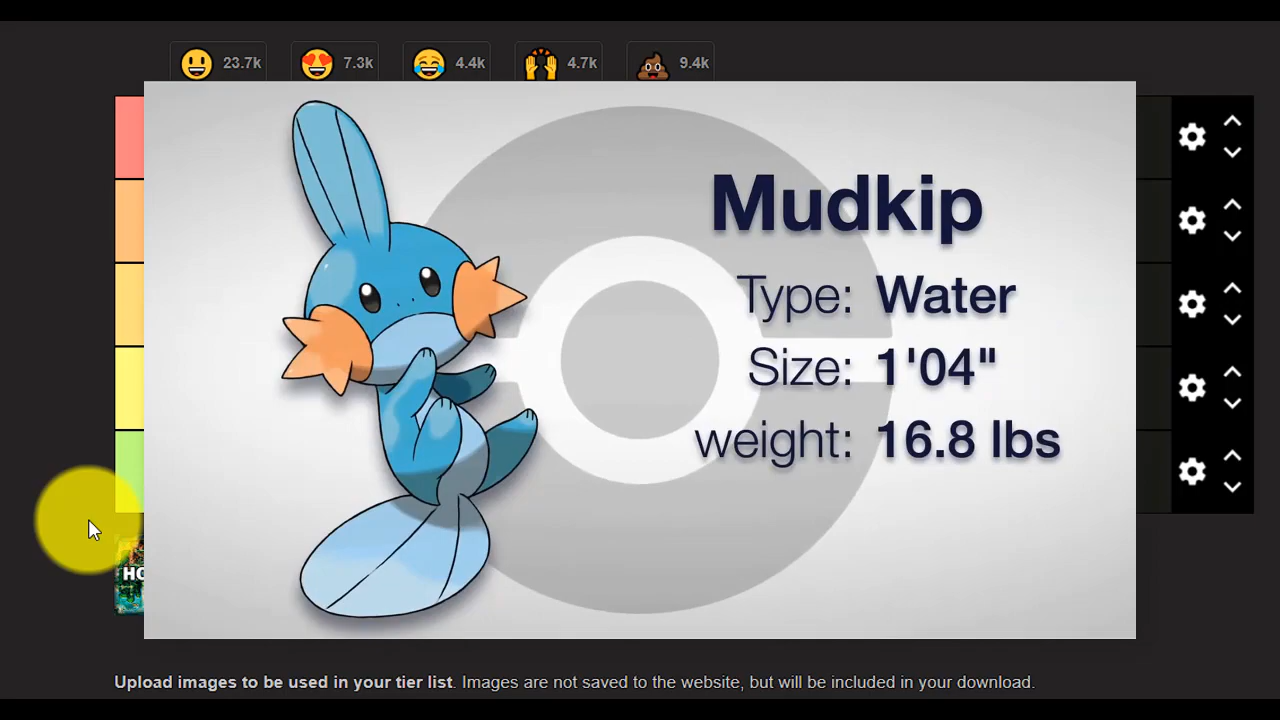 23.7k 7.3k 4.4k 4.7k 9.4k
Mudkip
Type: Water
Size: 1'04"
weight: 16.8 lbs
HO
Upload images to be used in your tier list. Images are not saved to the website, but will be included in your download.